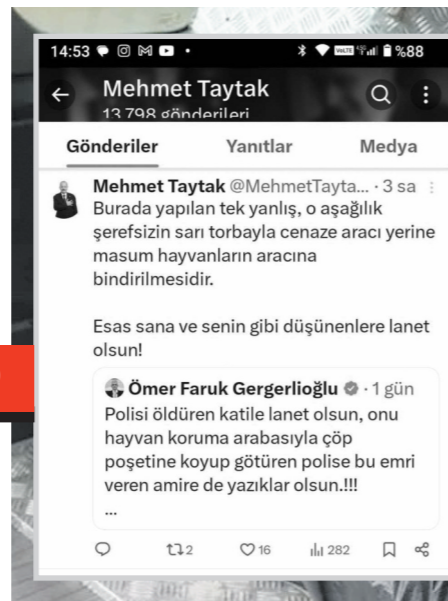 14:53
VoLTE %88
Mehmet Taytak
13.798 gönderileri
Gönderiler Yanıtlar Medya
Mehmet Taytak @MehmetTayta... · 3 sa
Burada yapılan tek yanlış, o aşağılık
şerefsizin sarı torbayla cenaze aracı yerine
masum hayvanların aracına
bindirilmesidir.
Esas sana ve senin gibi düşünenlere lanet
olsun!
Ömer Faruk Gergerlioğlu · 1 gün
Polisi öldüren katile lanet olsun, onu
hayvan koruma arabasıyla çöp
poşetine koyup götüren polise bu emri
veren amire de yazıklar olsun.!!!
...
2 16 282